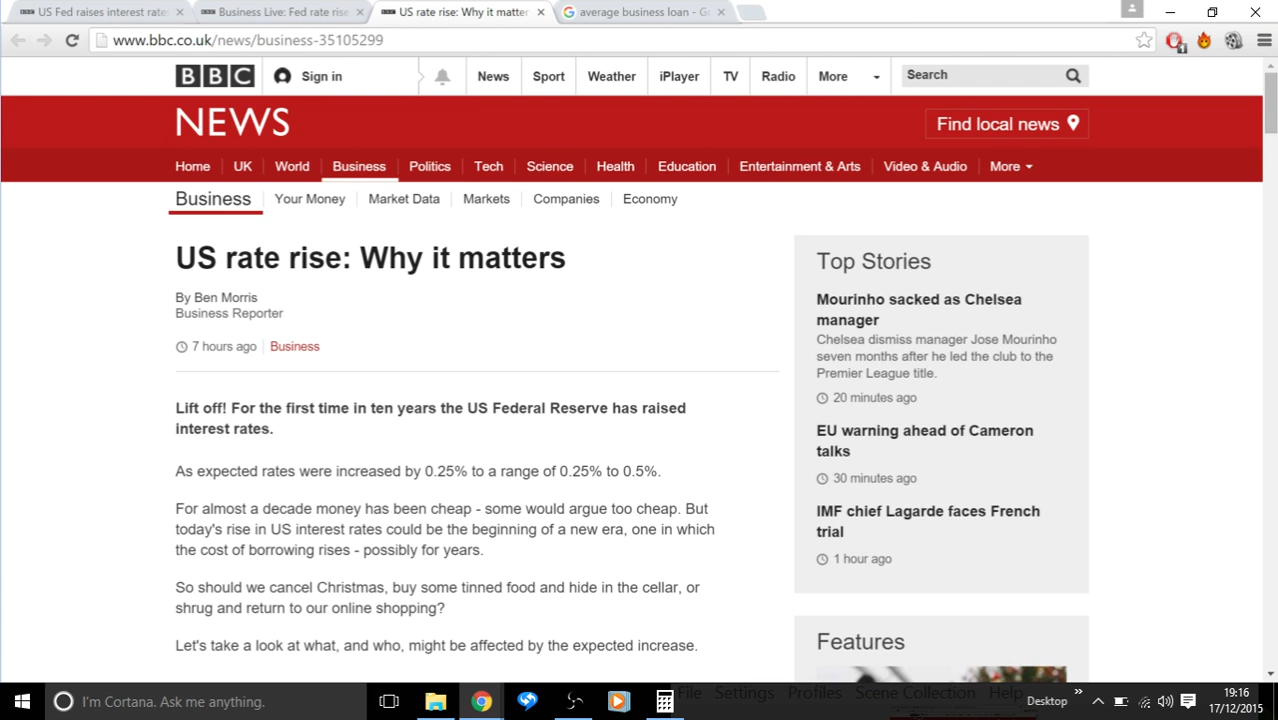 US Fed raises interest rate
Business Live: Fed rate rise
US rate rise: Why it matter
average business loan - Go
www.bbc.co.uk/news/business-35105299
BBC Sign in News Sport Weather iPlayer TV Radio More Search
NEWS
Find local news
Home UK World Business Politics Tech Science Health Education Entertainment & Arts Video & Audio More
Business Your Money Market Data Markets Companies Economy
US rate rise: Why it matters
By Ben Morris
Business Reporter
7 hours ago Business
Lift off! For the first time in ten years the US Federal Reserve has raised
interest rates.
As expected rates were increased by 0.25% to a range of 0.25% to 0.5%.
For almost a decade money has been cheap - some would argue too cheap. But
today's rise in US interest rates could be the beginning of a new era, one in which
the cost of borrowing rises - possibly for years.
So should we cancel Christmas, buy some tinned food and hide in the cellar, or
shrug and return to our online shopping?
Let's take a look at what, and who, might be affected by the expected increase.
Top Stories
Mourinho sacked as Chelsea
manager
Chelsea dismiss manager Jose Mourinho
seven months after he led the club to the
Premier League title.
20 minutes ago
EU warning ahead of Cameron
talks
30 minutes ago
IMF chief Lagarde faces French
trial
1 hour ago
Features
I'm Cortana. Ask me anything.
File Settings Profiles Scene Collection Help
Desktop
19:16
17/12/2015